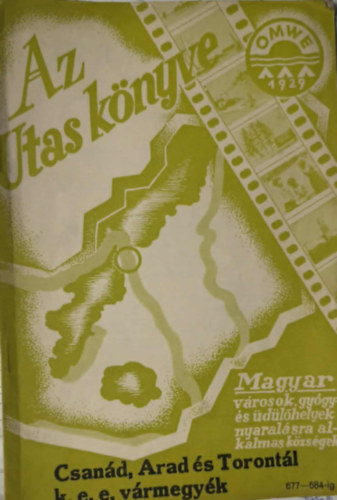 Az
Utas könyve
OMWE
1929
Magyar
városok, gyógy-
és üdülőhelyek
nyaralásra al-
kalmas községek
Csanád, Arad és Torontál
k. e. e. vármegyék
677—684-ig